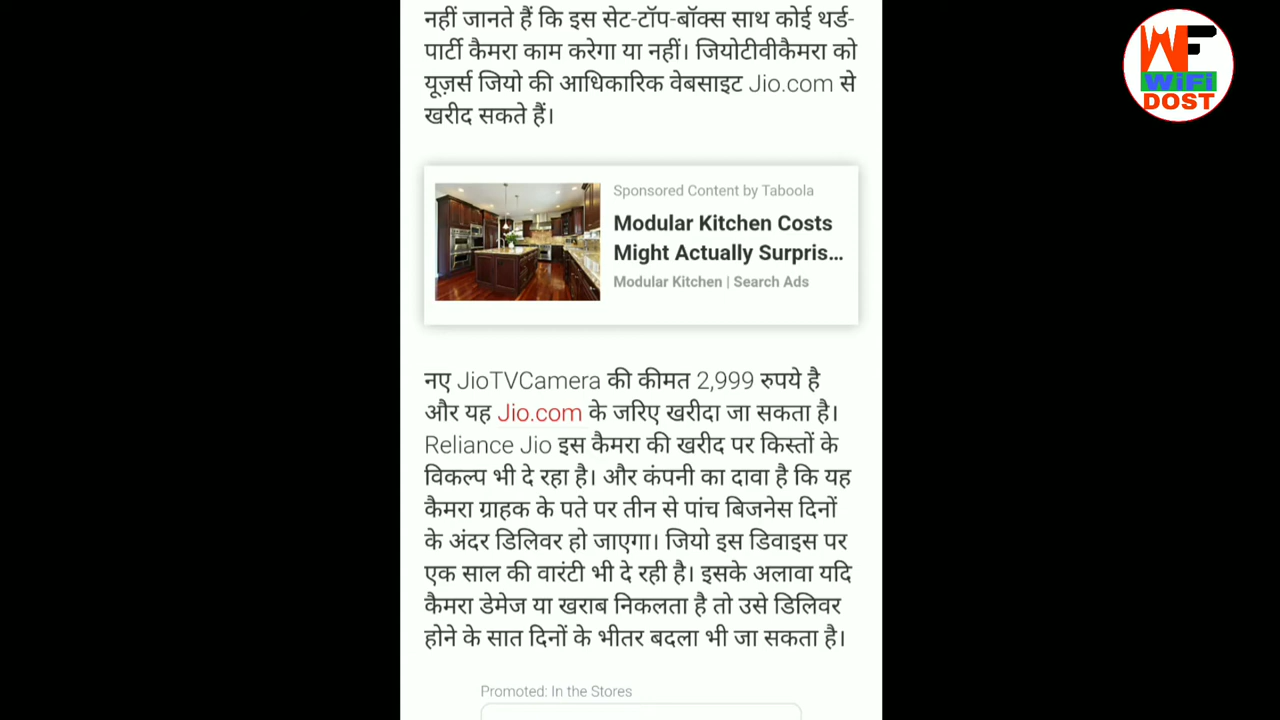 नहीं जानते हैं कि इस सेट-टॉप-बॉक्स साथ कोई थर्ड-
पार्टी कैमरा काम करेगा या नहीं। जियोटीवीकैमरा को
यूज़र्स जियो की आधिकारिक वेबसाइट Jio.com से
खरीद सकते हैं।
WF
WiFi
DOST
Sponsored Content by Taboola
Modular Kitchen Costs
Might Actually Surpris...
Modular Kitchen | Search Ads
नए JioTVCamera की कीमत 2,999 रुपये है
और यह Jio.com के जरिए खरीदा जा सकता है।
Reliance Jio इस कैमरा की खरीद पर किस्तों के
विकल्प भी दे रहा है। और कंपनी का दावा है कि यह
कैमरा ग्राहक के पते पर तीन से पांच बिजनेस दिनों
के अंदर डिलिवर हो जाएगा। जियो इस डिवाइस पर
एक साल की वारंटी भी दे रही है। इसके अलावा यदि
कैमरा डेमेज या खराब निकलता है तो उसे डिलिवर
होने के सात दिनों के भीतर बदला भी जा सकता है।
Promoted: In the Stores